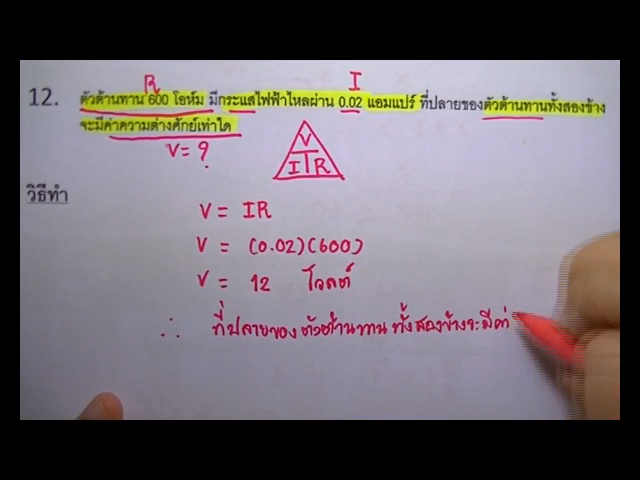 R I
12. ตัวต้านทาน 600 โอห์ม มีกระแสไฟฟ้าไหลผ่าน 0.02 แอมแปร์ ที่ปลายของตัวต้านทานทั้งสองข้าง
จะมีค่าความต่างศักย์เท่าใด
V = ?
V
I R
วิธีทำ
V = IR
V = (0.02)(600)
V = 12 โวลต์
∴ ที่ปลายของตัวต้านทานทั้งสองข้างจะมีค่า